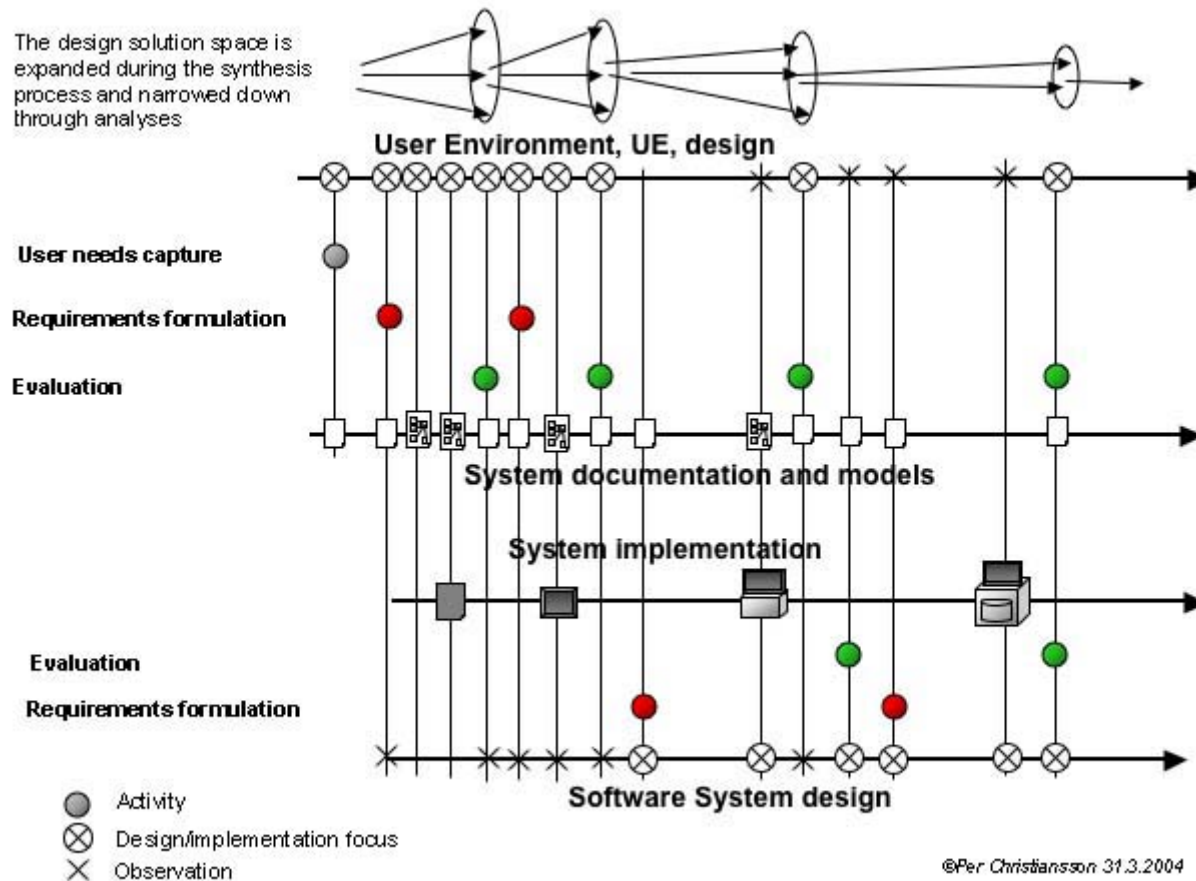 The design solution space is
expanded during the synthesis
process and narrowed down
through analyses
User Environment, UE, design
User needs capture
Requirements formulation
Evaluation
System documentation and models
System implementation
Evaluation
Requirements formulation
Software System design
Activity
Design/implementation focus
Observation
©Per Christiansson 31.3.2004